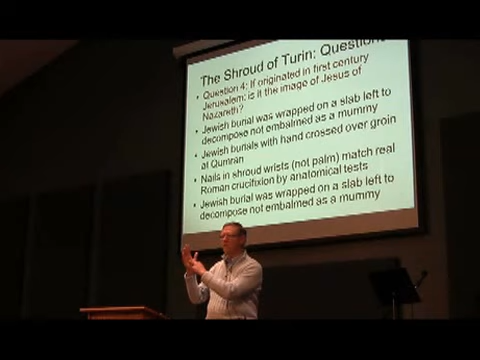 The Shroud of Turin: Question
• Question 4: If originated in first century
Jerusalem: is it the image of Jesus of
Nazareth?
• Jewish burial was wrapped on a slab left to
decompose not embalmed as a mummy
• Jewish burials with hand crossed over groin
at Qumran
• Nails in shroud wrists (not palm) match real
Roman crucifixion by anatomical tests
• Jewish burial was wrapped on a slab left to
decompose not embalmed as a mummy